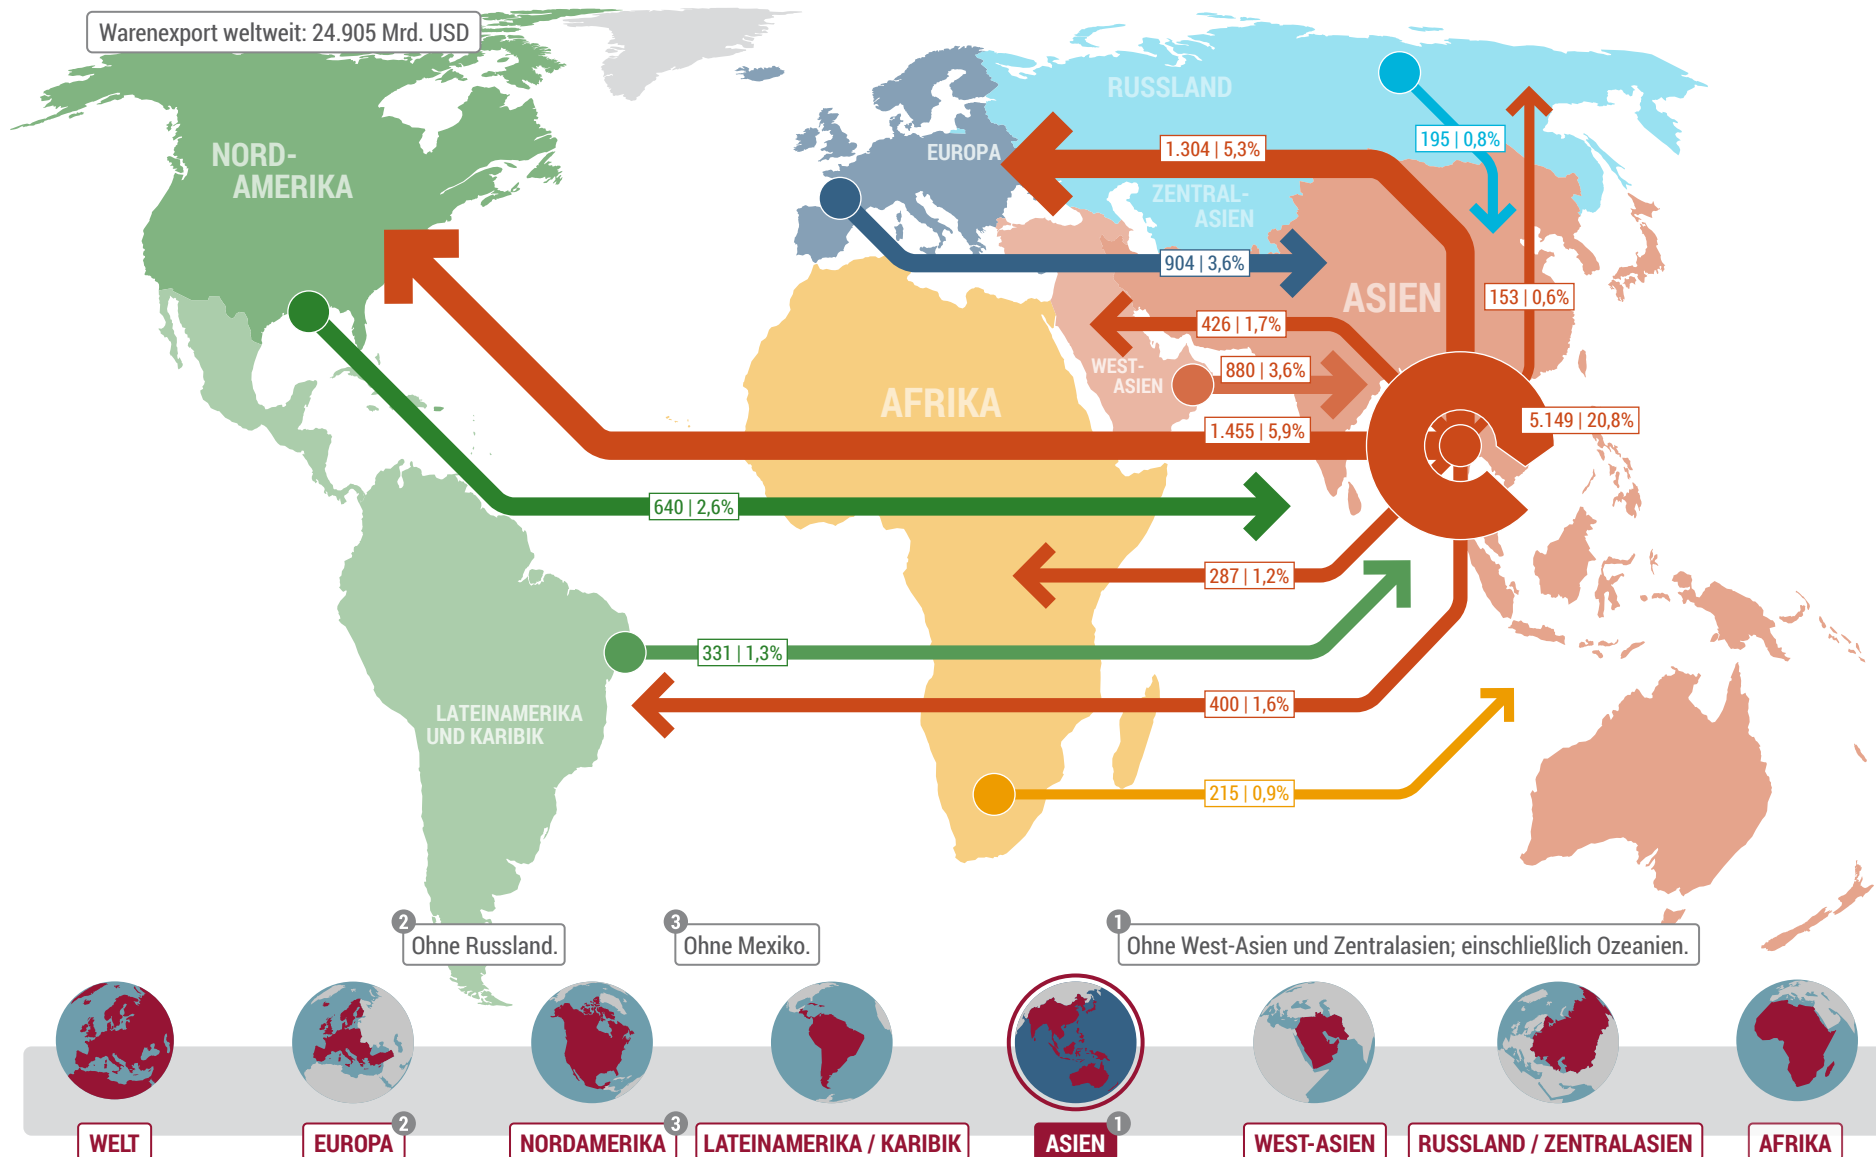 Warenexport weltweit: 24.905 Mrd. USD
NORD-
AMERIKA
EUROPA
RUSSLAND
ZENTRAL-
ASIEN
ASIEN
WEST-
ASIEN
AFRIKA
LATEINAMERIKA
UND KARIBIK
195 | 0,8%
1.304 | 5,3%
904 | 3,6%
153 | 0,6%
426 | 1,7%
880 | 3,6%
5.149 | 20,8%
1.455 | 5,9%
640 | 2,6%
287 | 1,2%
331 | 1,3%
400 | 1,6%
215 | 0,9%
2
Ohne Russland.
3
Ohne Mexiko.
1
Ohne West-Asien und Zentralasien; einschließlich Ozeanien.
WELT
EUROPA 2
NORDAMERIKA 3
LATEINAMERIKA / KARIBIK
ASIEN 1
WEST-ASIEN
RUSSLAND / ZENTRALASIEN
AFRIKA